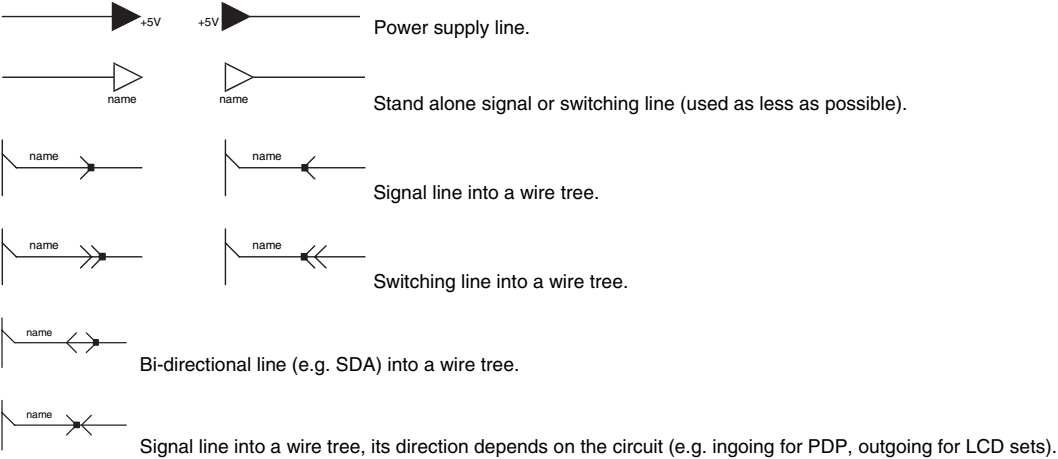 +5V +5V Power supply line.
name name Stand alone signal or switching line (used as less as possible).
name name
Signal line into a wire tree.
name name
Switching line into a wire tree.
name
Bi-directional line (e.g. SDA) into a wire tree.
name
Signal line into a wire tree, its direction depends on the circuit (e.g. ingoing for PDP, outgoing for LCD sets).